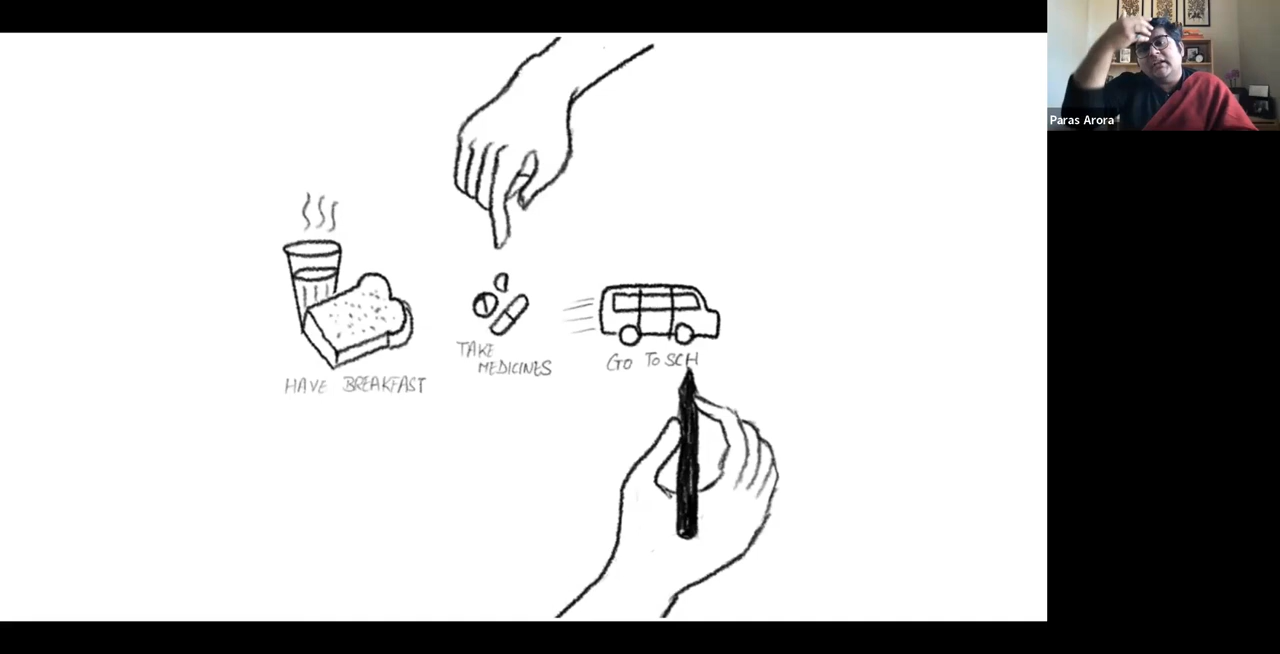 Paras Arora
HAVE BREAKFAST
TAKE
MEDICINES
GO TO SCH